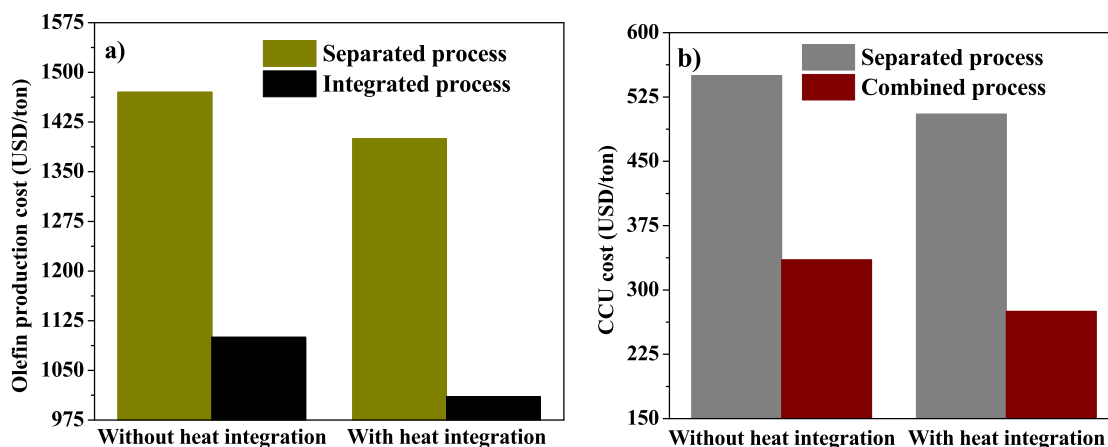 a)
Separated process
Integrated process
Olefin production cost (USD/ton)
1575
1500
1425
1350
1275
1200
1125
1050
975
Without heat integration
With heat integration
b)
Separated process
Combined process
CCU cost (USD/ton)
600
525
450
375
300
225
150
Without heat integration
With heat integration